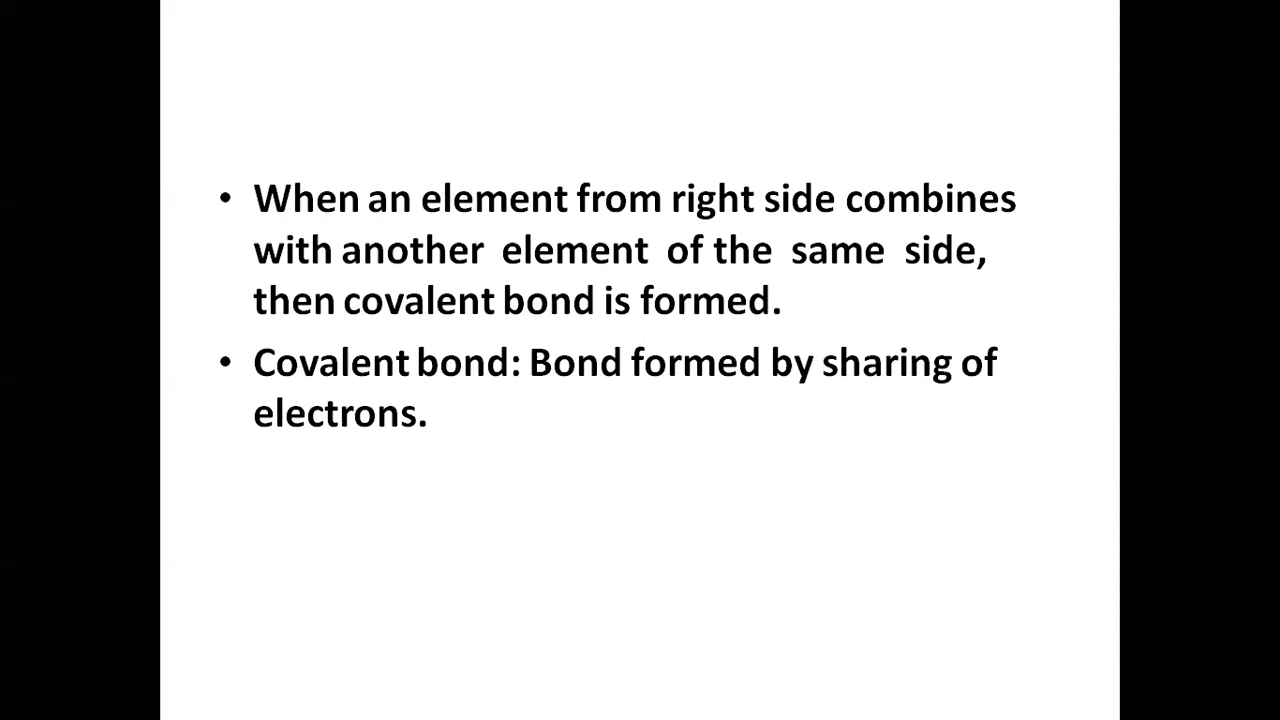 • When an element from right side combines
with another element of the same side,
then covalent bond is formed.
• Covalent bond: Bond formed by sharing of
electrons.